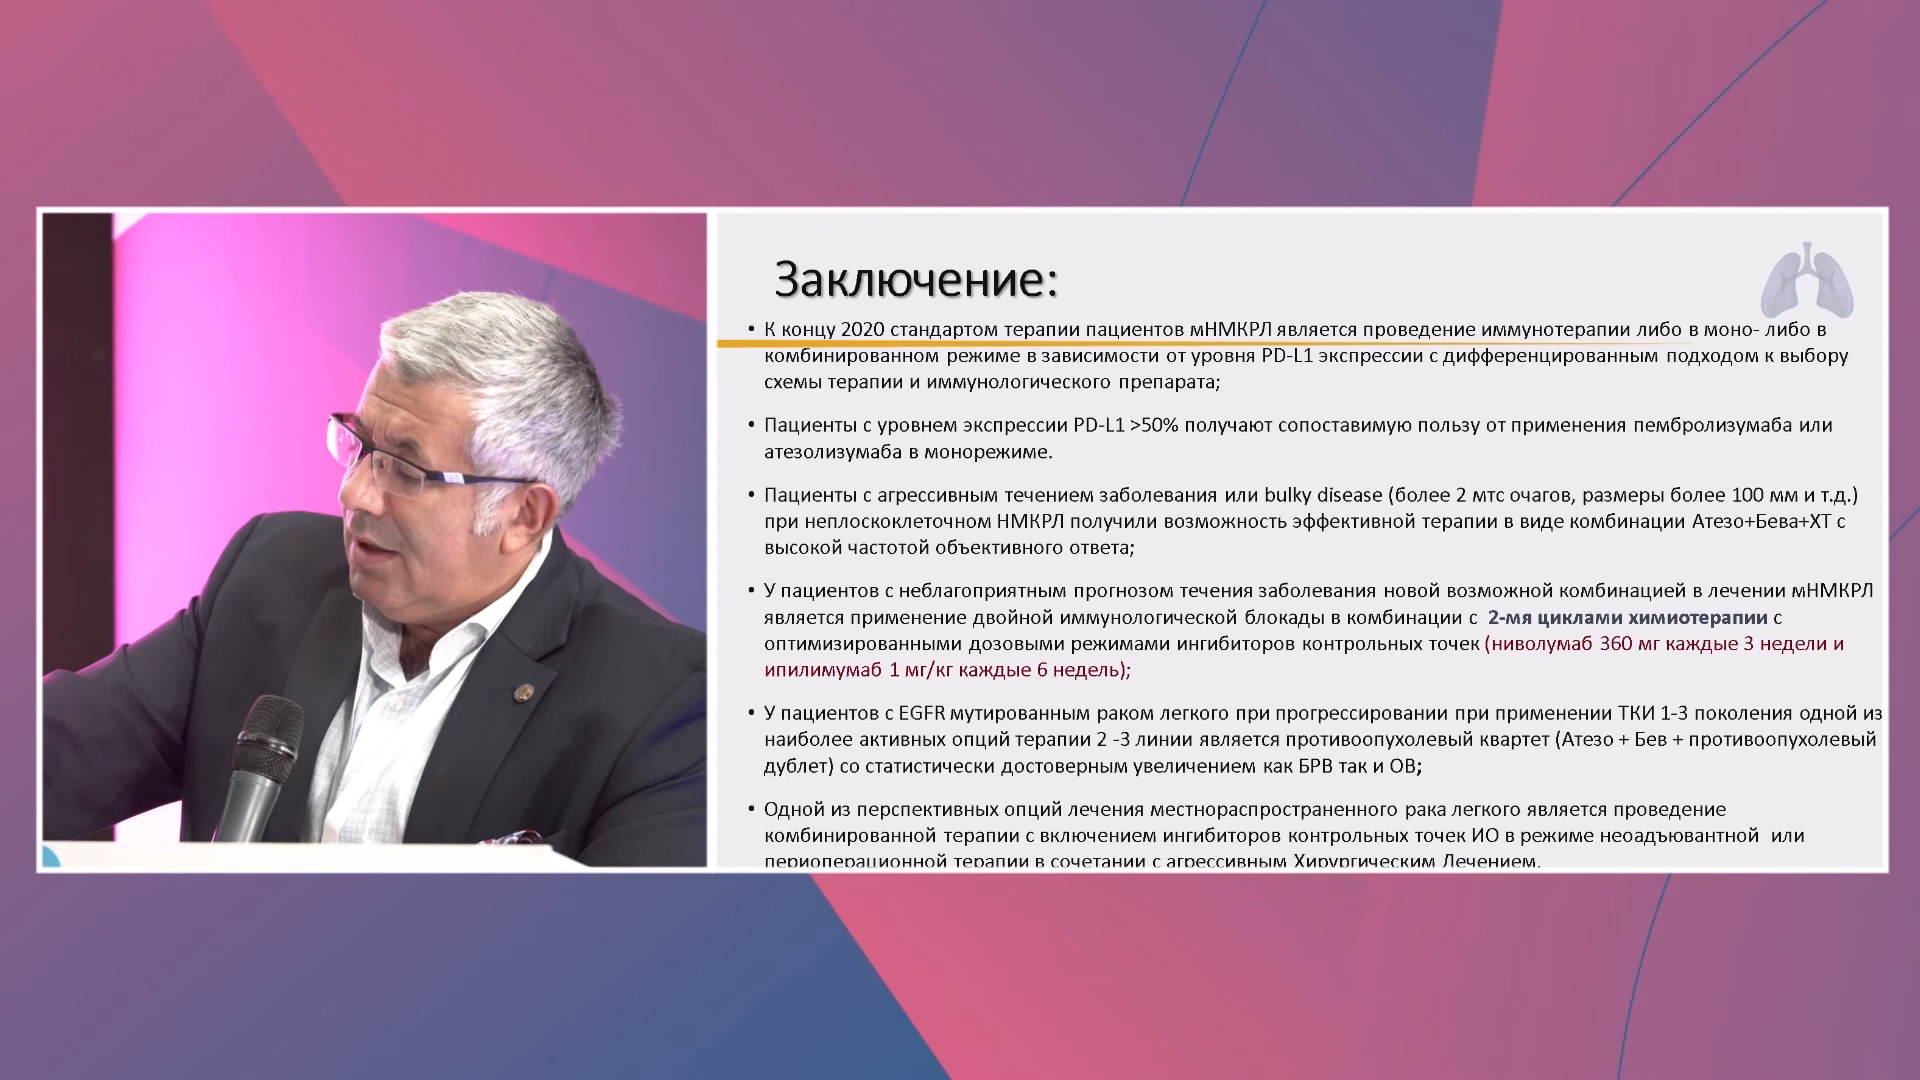 Заключение:
• К концу 2020 стандартом терапии пациентов мНМКРЛ является проведение иммунотерапии либо в моно- либо в
комбинированном режиме в зависимости от уровня PD-L1 экспрессии с дифференцированным подходом к выбору
схемы терапии и иммунологического препарата;
• Пациенты с уровнем экспрессии PD-L1 >50% получают сопоставимую пользу от применения пембролизумаба или
атезолизумаба в монорежиме.
• Пациенты с агрессивным течением заболевания или bulky disease (более 2 мтс очагов, размеры более 100 мм и т.д.)
при неплоскоклеточном НМКРЛ получили возможность эффективной терапии в виде комбинации Атезо+Бева+ХТ с
высокой частотой объективного ответа;
• У пациентов с неблагоприятным прогнозом течения заболевания новой возможной комбинацией в лечении мНМКРЛ
является применение двойной иммунологической блокады в комбинации с 2-мя циклами химиотерапии с
оптимизированными дозовыми режимами ингибиторов контрольных точек (ниволумаб 360 мг каждые 3 недели и
ипилимумаб 1 мг/кг каждые 6 недель);
• У пациентов с EGFR мутированным раком легкого при прогрессировании при применении ТКИ 1-3 поколения одной из
наиболее активных опций терапии 2 -3 линии является противоопухолевый квартет (Атезо + Бев + противоопухолевый
дублет) со статистически достоверным увеличением как БРВ так и ОВ;
• Одной из перспективных опций лечения местнораспространенного рака легкого является проведение
комбинированной терапии с включением ингибиторов контрольных точек ИО в режиме неоадъювантной или
периоперационной терапии в сочетании с агрессивным Хирургическим Лечением.